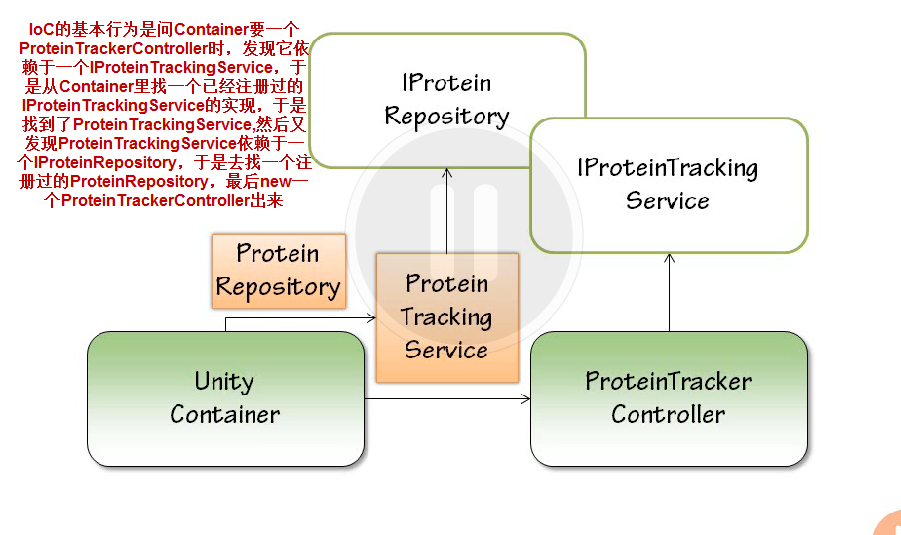 IoC的基本行为是问Container要一个
ProteinTrackerController时，发现它依
赖于一个IProteinTrackingService，于
是从Container里找一个已经注册过的
IProteinTrackingService的实现，于是
找到了ProteinTrackingService,然后又
发现ProteinTrackingService依赖于一
个IProteinRepository，于是去找一个注
册过的ProteinRepository，最后new一
个ProteinTrackerController出来
IProtein
Repository
IProteinTracking
Service
Protein
Repository
Protein
Tracking
Service
Unity
Container
ProteinTracker
Controller